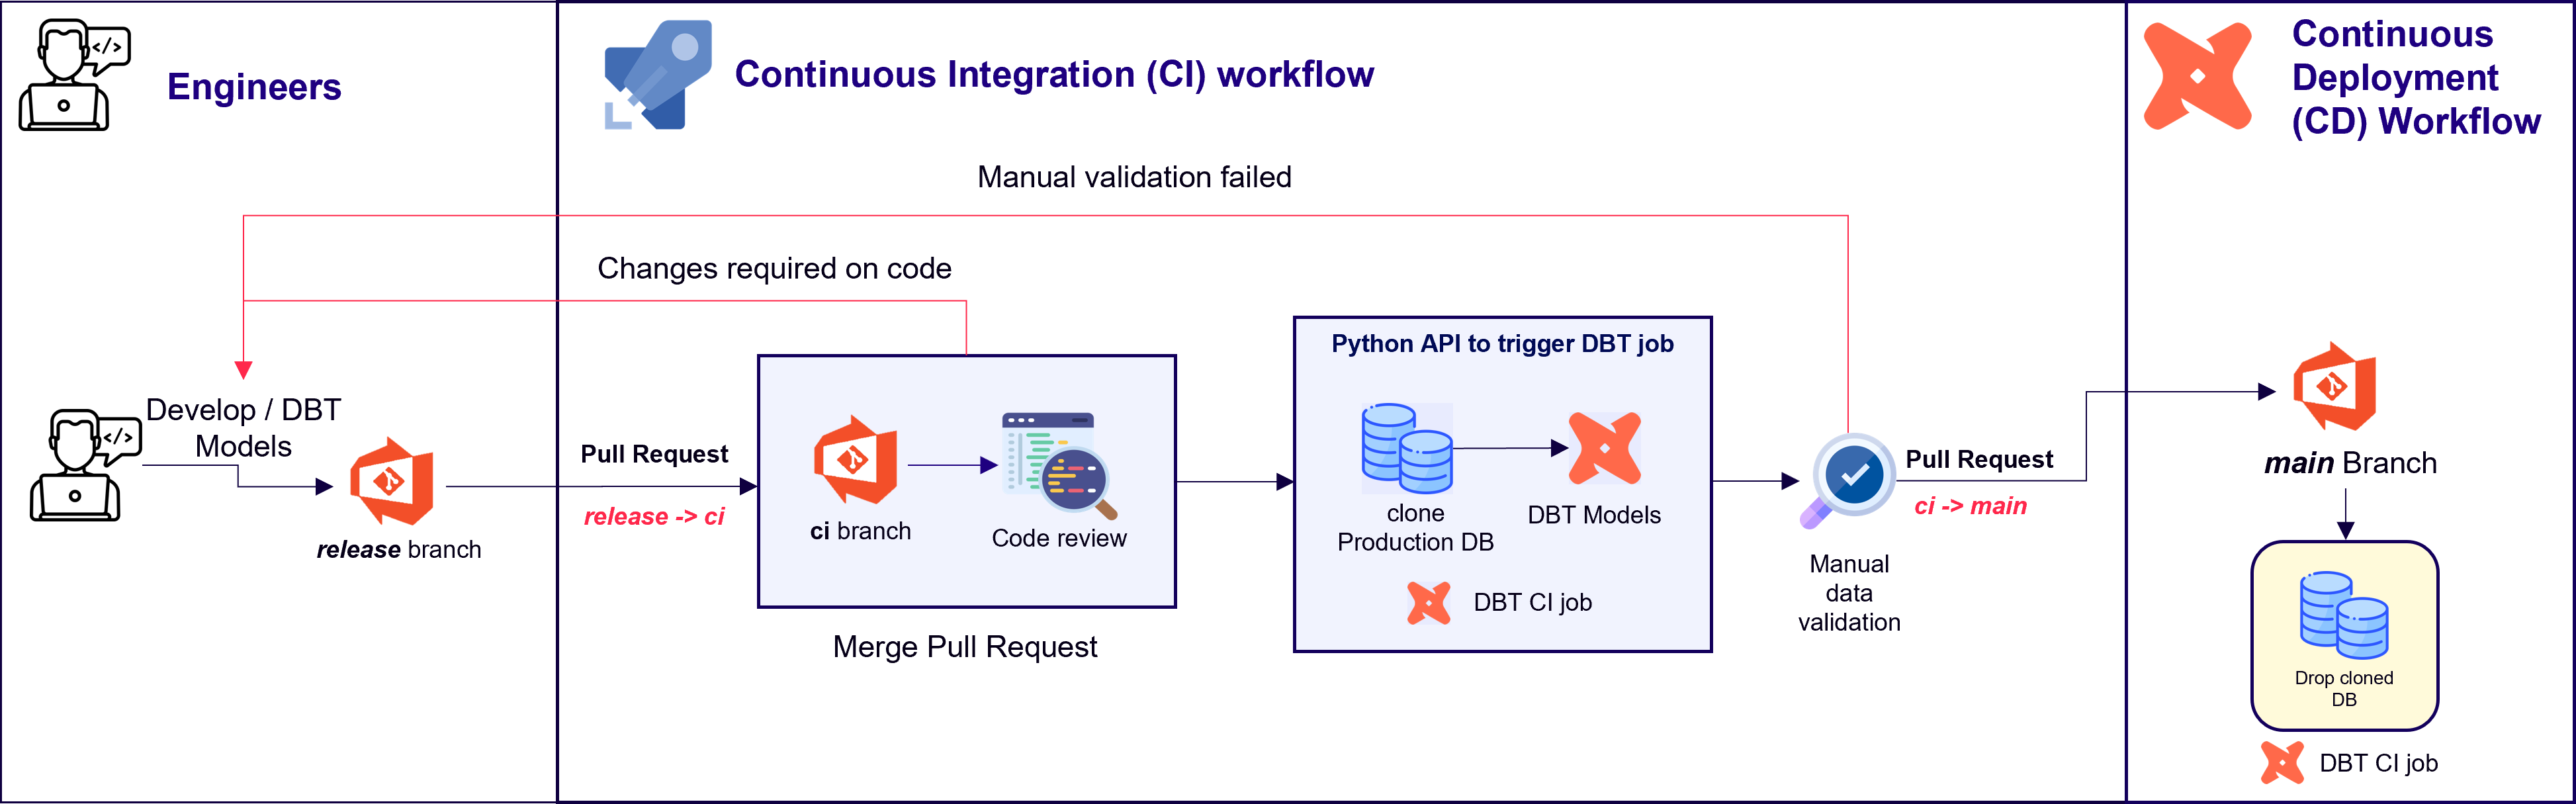 Engineers
Continuous Integration (CI) workflow
Continuous
Deployment
(CD) Workflow
Manual validation failed
Changes required on code
Develop / DBT
Models
release branch
Pull Request
release -> ci
ci branch
Code review
Merge Pull Request
Python API to trigger DBT job
clone
Production DB
DBT Models
DBT CI job
Manual
data
validation
Pull Request
ci -> main
main Branch
Drop cloned
DB
DBT CI job